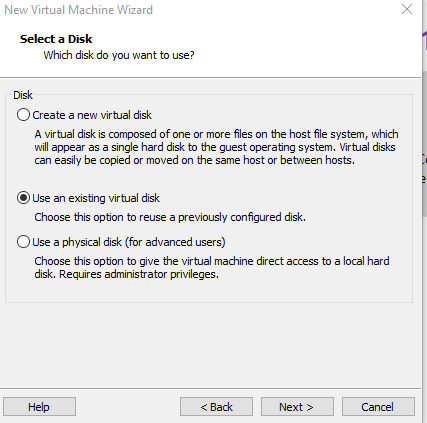 New Virtual Machine Wizard
Select a Disk
Which disk do you want to use?
Disk
Create a new virtual disk
A virtual disk is composed of one or more files on the host file system, which
will appear as a single hard disk to the guest operating system. Virtual disks
can easily be copied or moved on the same host or between hosts.
Use an existing virtual disk
Choose this option to reuse a previously configured disk.
Use a physical disk (for advanced users)
Choose this option to give the virtual machine direct access to a local hard
disk. Requires administrator privileges.
Help
< Back
Next >
Cancel